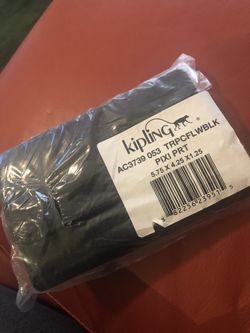 kipling
AC3739 053 TRPCFLWBLK
PIXI PRT
5.75 X 4.25 X 1.25